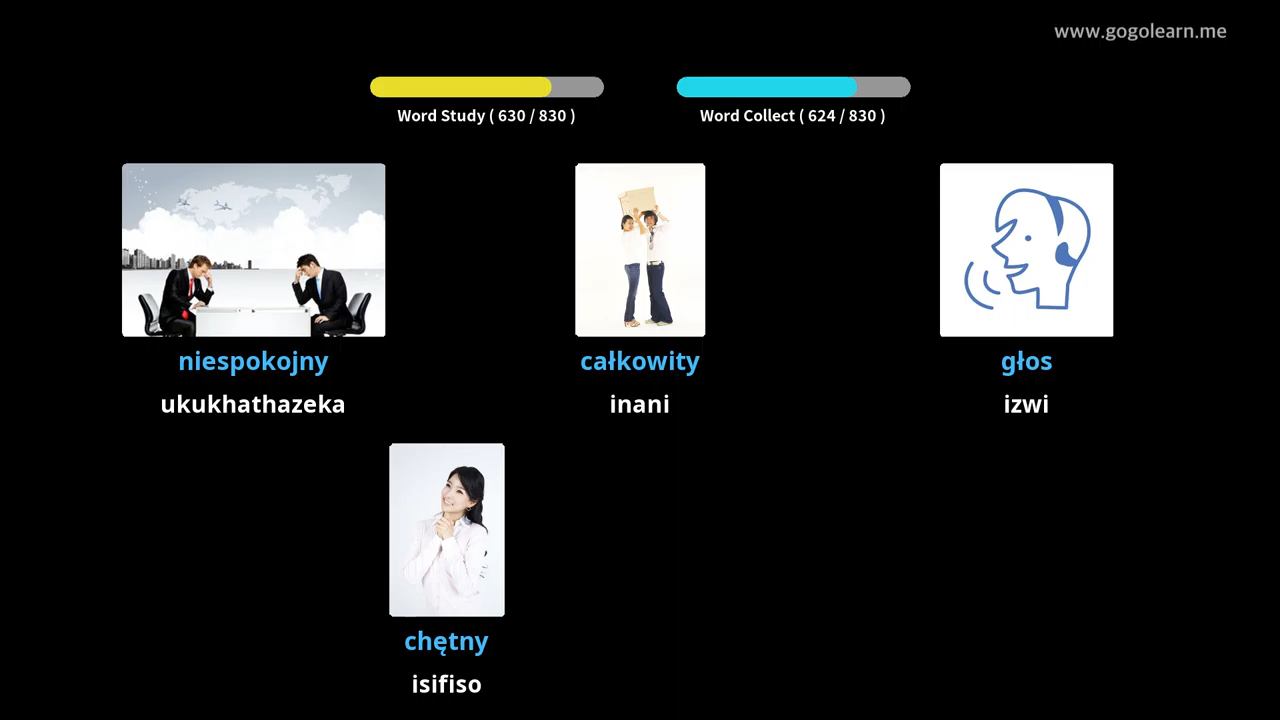 www.gogolearn.me
Word Study ( 630 / 830 )
Word Collect ( 624 / 830 )
niespokojny
ukukhathazeka
całkowity
inani
głos
izwi
chętny
isifiso